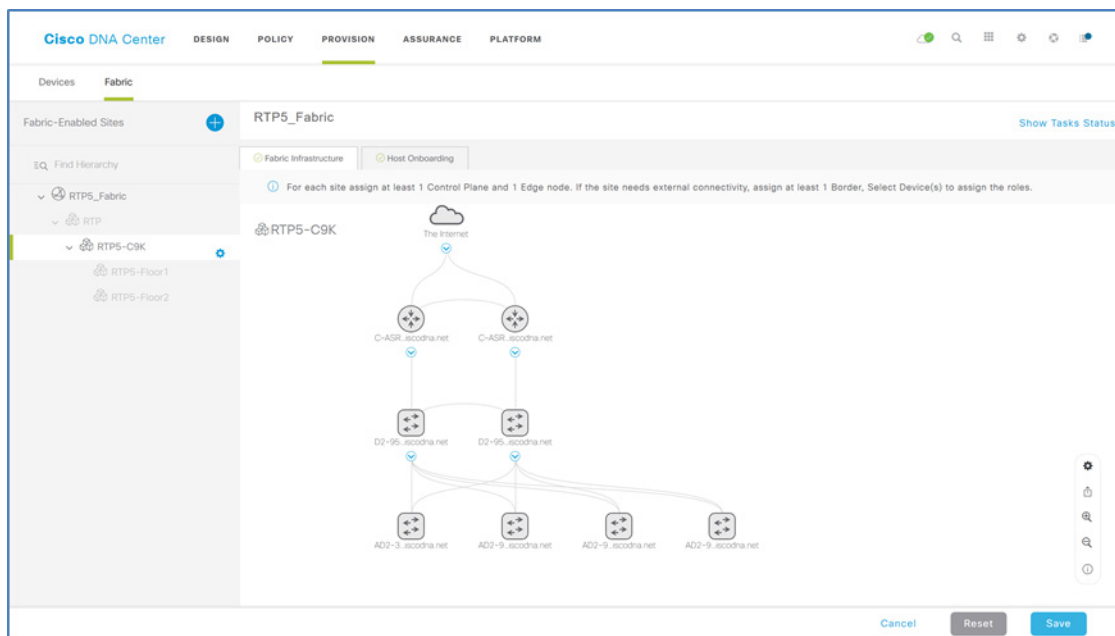 Cisco DNA Center DESIGN POLICY PROVISION ASSURANCE PLATFORM
Devices Fabric
Fabric-Enabled Sites
RTP5_Fabric
Show Tasks Status
Find Hierarchy
Fabric Infrastructure Host Onboarding
For each site assign at least 1 Control Plane and 1 Edge node. If the site needs external connectivity, assign at least 1 Border, Select Device(s) to assign the roles.
RTP5_Fabric
RTP
RTP5-C9K
RTP5-Floor1
RTP5-Floor2
RTP5-C9K
The Internet
C-ASR...iscodna.net C-ASR...iscodna.net
D2-95...iscodna.net D2-95...iscodna.net
AD2-3...iscodna.net AD2-9...iscodna.net AD2-9...iscodna.net AD2-9...iscodna.net
Cancel Reset Save